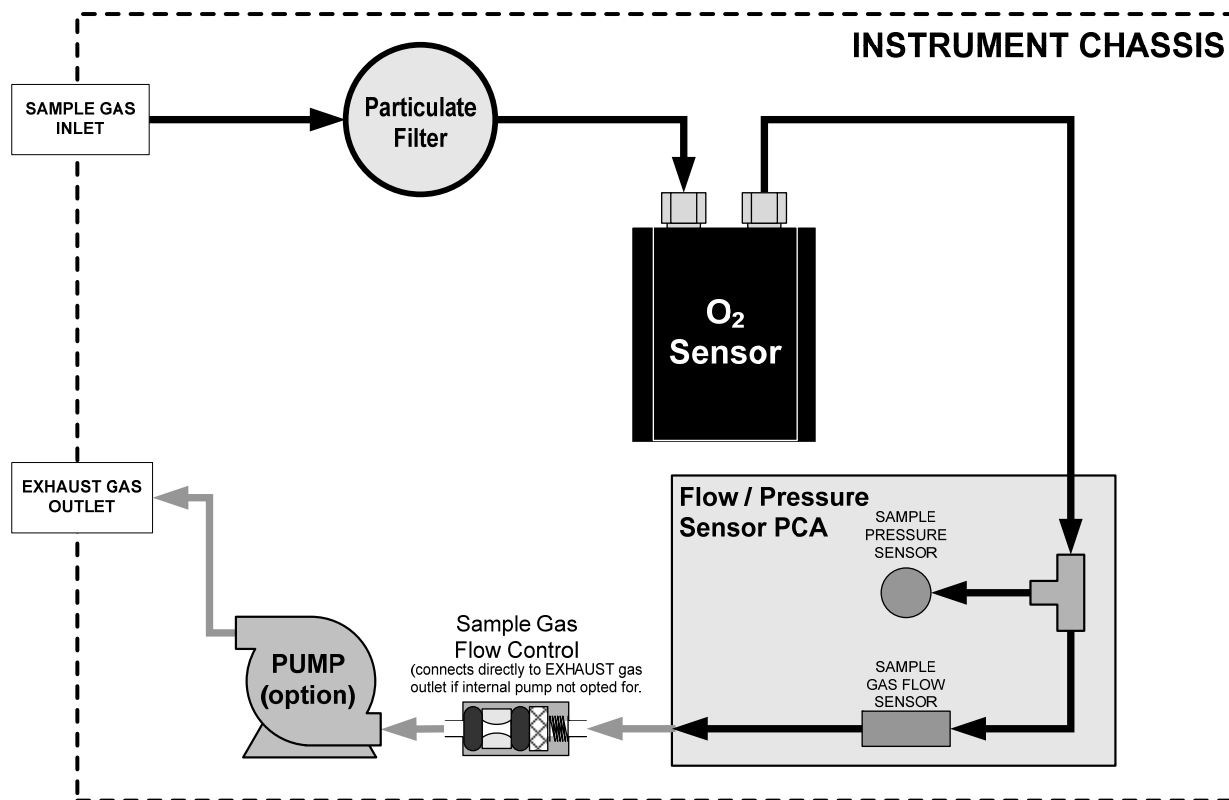 INSTRUMENT CHASSIS
SAMPLE GAS
INLET
Particulate
Filter
O₂
Sensor
EXHAUST GAS
OUTLET
Flow / Pressure
Sensor PCA
SAMPLE
PRESSURE
SENSOR
Sample Gas
Flow Control
(connects directly to EXHAUST gas
outlet if internal pump not opted for.
PUMP
(option)
SAMPLE
GAS FLOW
SENSOR